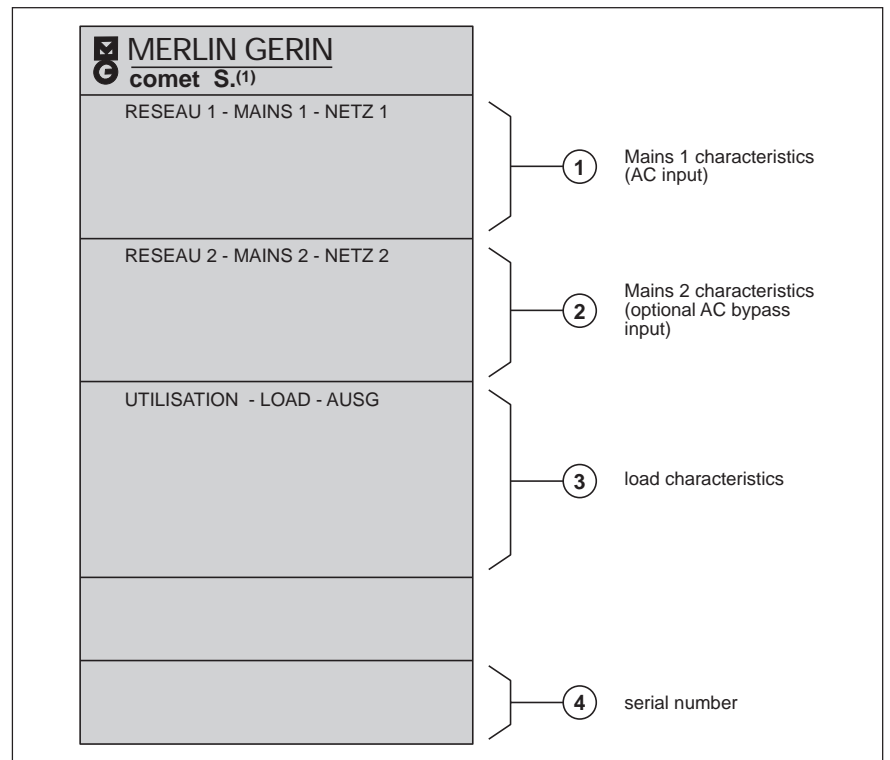 MERLIN GERIN
comet S.(1)
RESEAU 1 - MAINS 1 - NETZ 1
1
Mains 1 characteristics
(AC input)
RESEAU 2 - MAINS 2 - NETZ 2
2
Mains 2 characteristics
(optional AC bypass
input)
UTILISATION - LOAD - AUSG
3
load characteristics
4
serial number